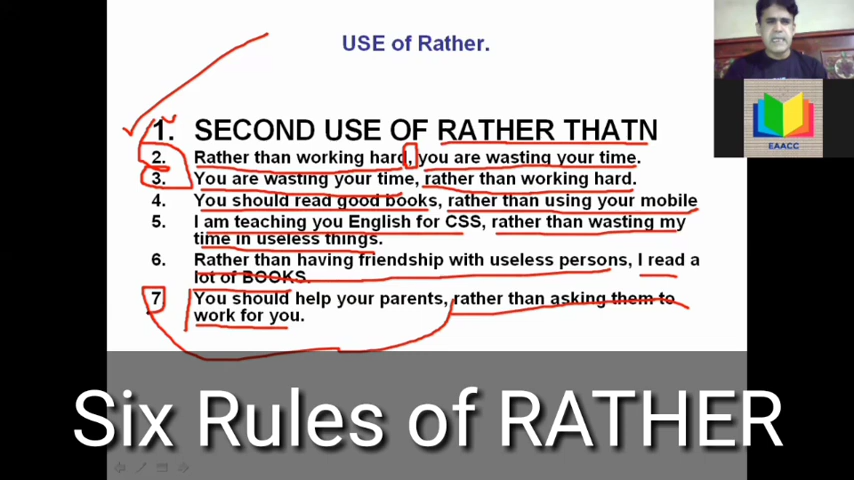 USE of Rather.
1. SECOND USE OF RATHER THATN
2. Rather than working hard, you are wasting your time.
3. You are wasting your time, rather than working hard.
4. You should read good books, rather than using your mobile
5. I am teaching you English for CSS, rather than wasting my
time in useless things.
6. Rather than having friendship with useless persons, I read a
lot of BOOKS.
7 You should help your parents, rather than asking them to
work for you.
EAACC
Six Rules of RATHER